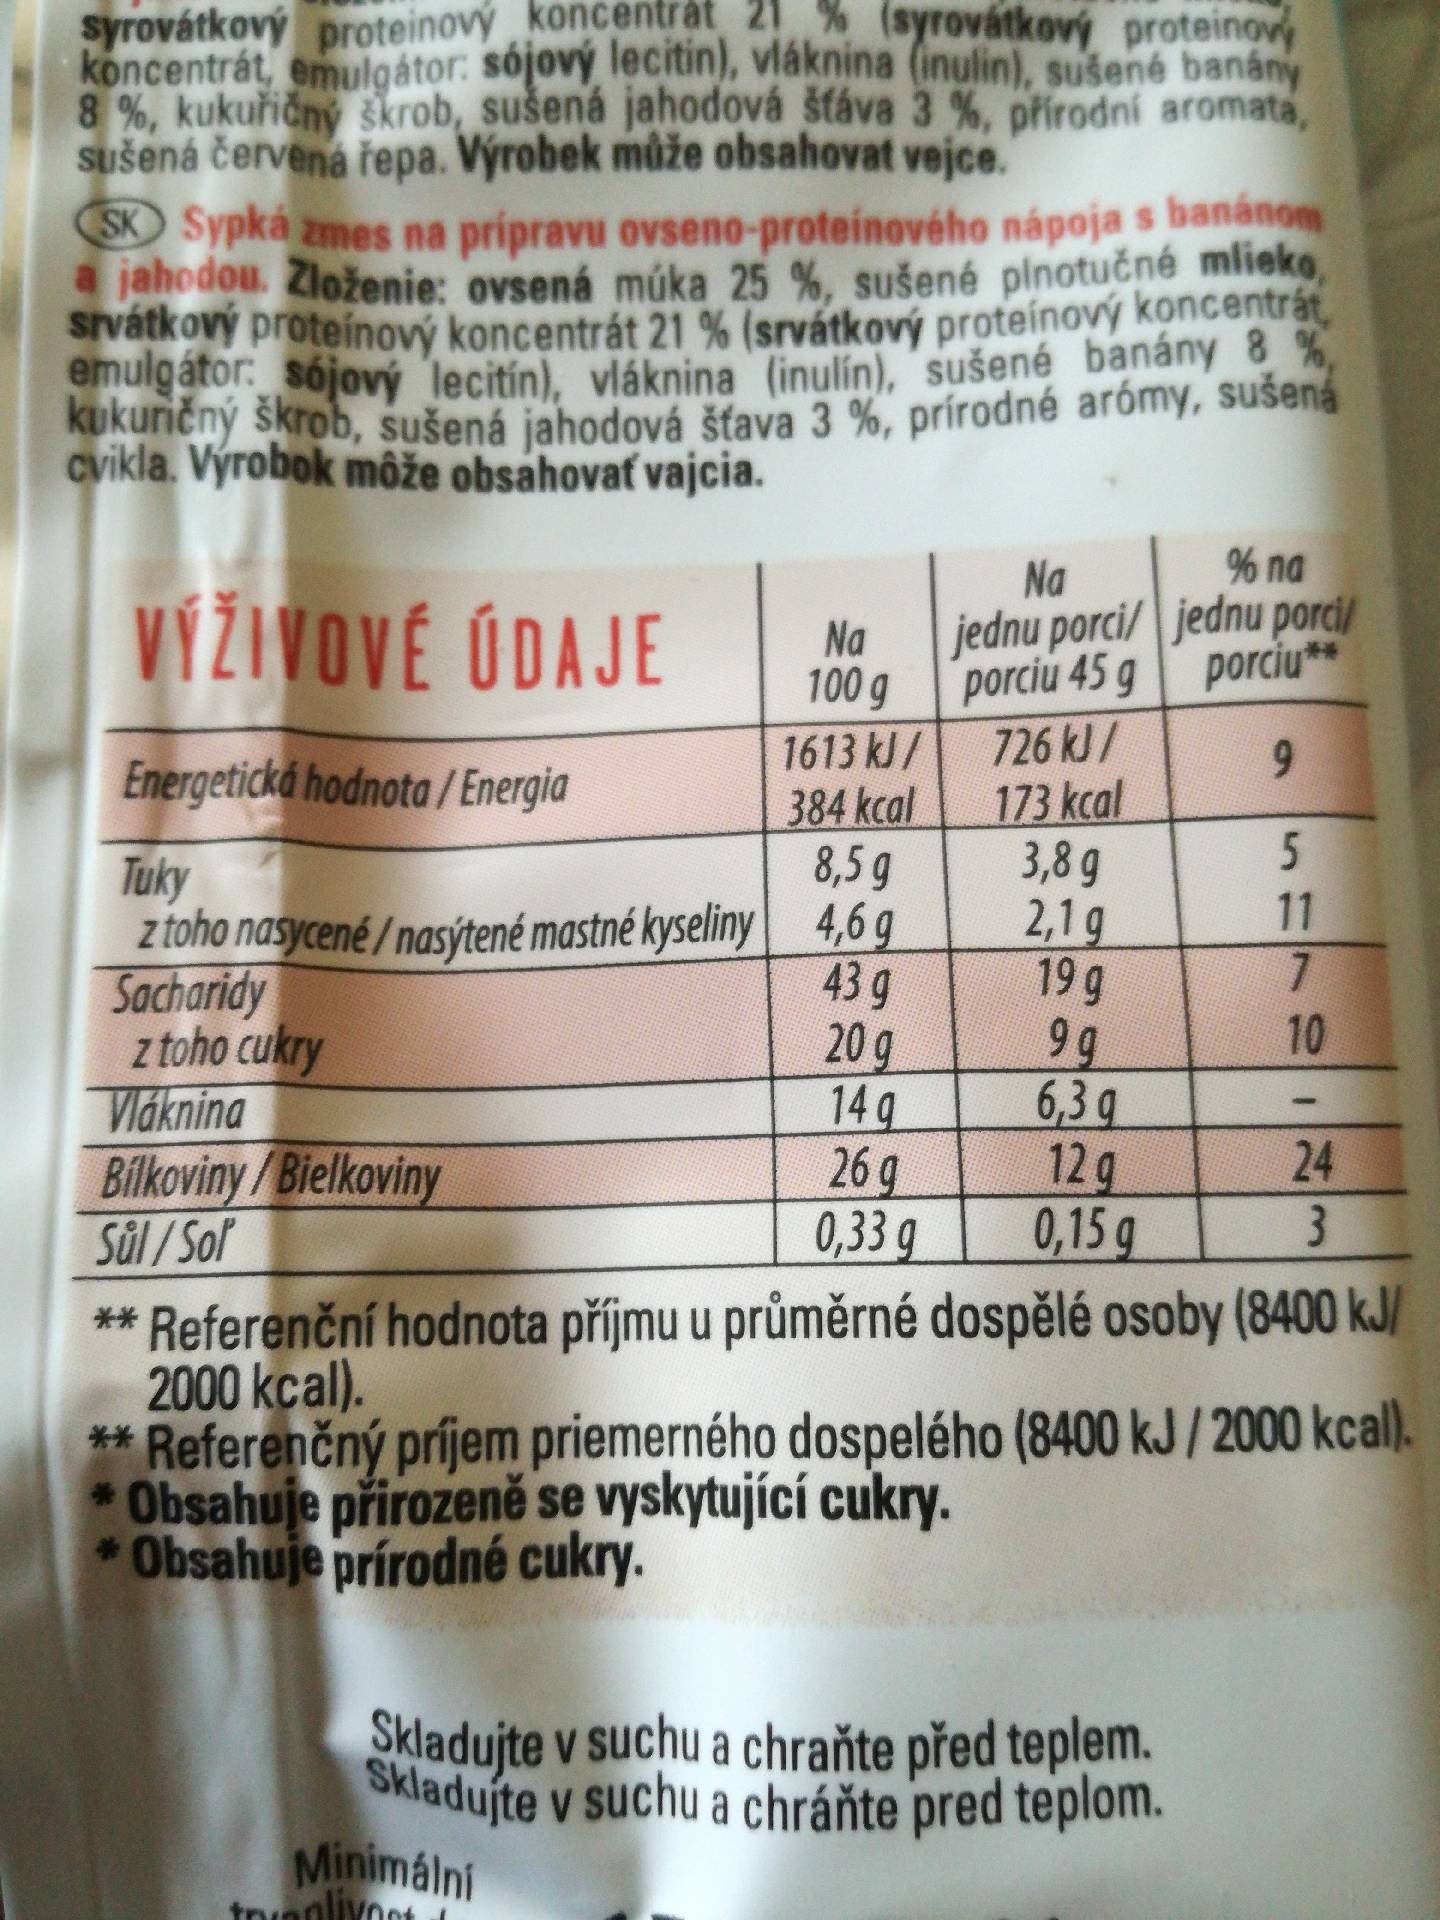 syrovátkový proteinový koncentrát 21 % (syrovátkový proteinový
koncentrát, emulgátor: sójový lecitin), vláknina (inulin), sušené banány
8 %, kukuřičný škrob, sušená jahodová šťáva 3 %, přírodní aromata,
sušená červená řepa. Výrobek může obsahovat vejce.
SK Sypká zmes na prípravu ovseno-proteínového nápoja s banánom
a jahodou. Zloženie: ovsená múka 25 %, sušené plnotučné mlieko,
srvátkový proteínový koncentrát 21 % (srvátkový proteínový koncentrát,
emulgátor: sójový lecitín), vláknina (inulín), sušené banány 8 %,
kukuričný škrob, sušená jahodová šťava 3 %, prírodné arómy, sušená
cvikla. Výrobok môže obsahovať vajcia.
VÝŽIVOVÉ ÚDAJE
Na 100 g
Na jednu porci/ porciu 45 g
% na jednu porci/ porciu**
Energetická hodnota / Energia 1613 kJ / 384 kcal 726 kJ / 173 kcal 9
Tuky 8,5 g 3,8 g 5
z toho nasycené / nasýtené mastné kyseliny 4,6 g 2,1 g 11
Sacharidy 43 g 19 g 7
z toho cukry 20 g 9 g 10
Vláknina 14 g 6,3 g –
Bílkoviny / Bielkoviny 26 g 12 g 24
Sůl / Soľ 0,33 g 0,15 g 3
** Referenční hodnota příjmu u průměrné dospělé osoby (8400 kJ/
2000 kcal).
** Referenčný príjem priemerného dospelého (8400 kJ / 2000 kcal).
* Obsahuje přirozeně se vyskytující cukry.
* Obsahuje prírodné cukry.
Skladujte v suchu a chraňte před teplem.
Skladujte v suchu a chráňte pred teplom.
Minimální